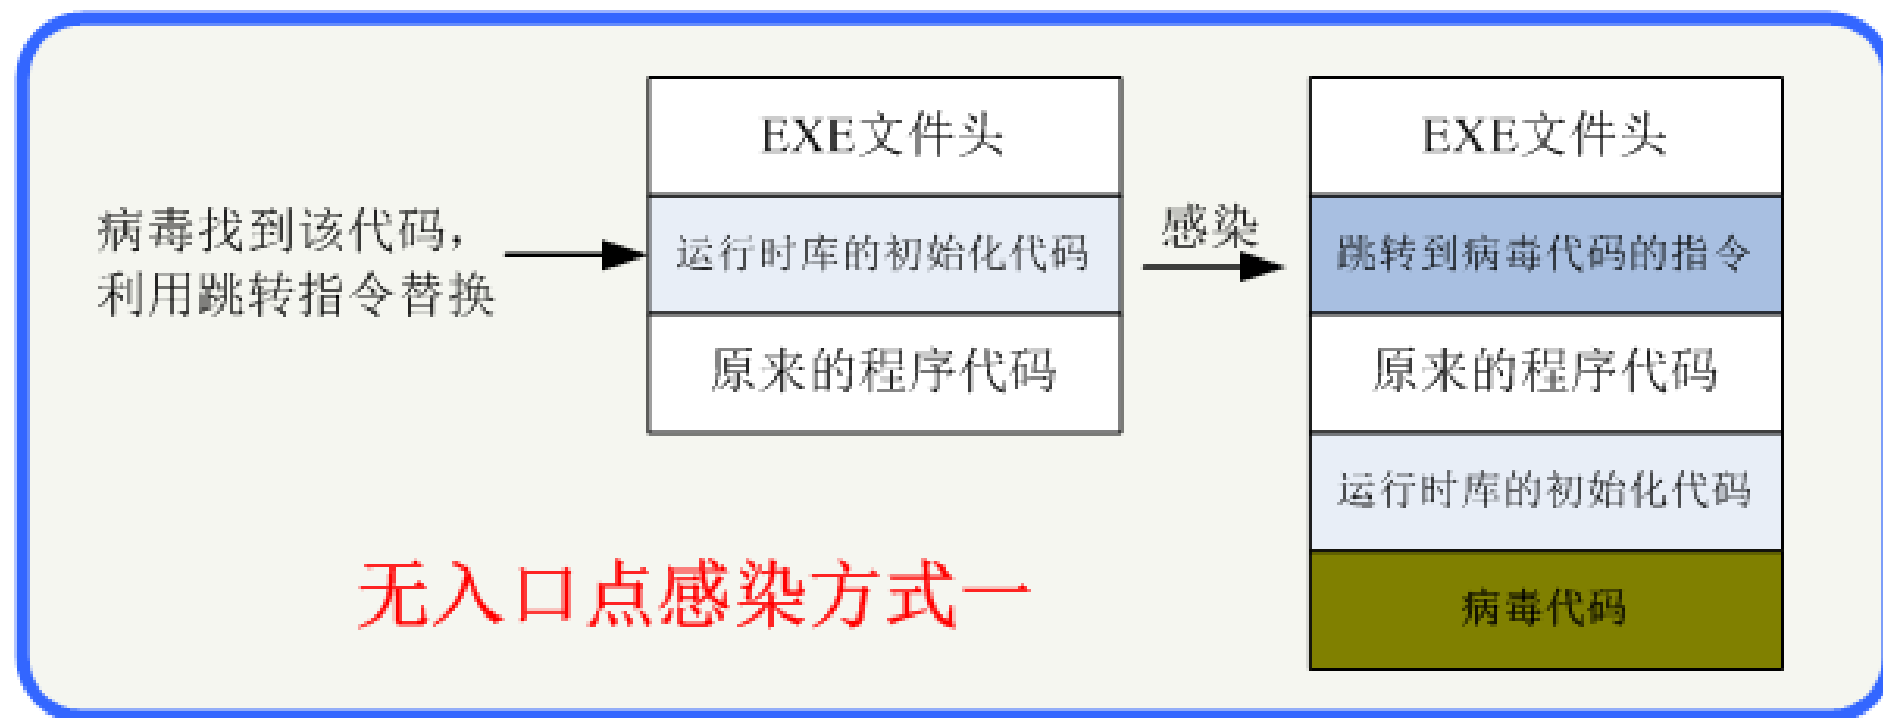 病毒找到该代码，
利用跳转指令替换
EXE文件头
运行时库的初始化代码
原来的程序代码
感染
EXE文件头
跳转到病毒代码的指令
原来的程序代码
运行时库的初始化代码
病毒代码
无入口点感染方式一